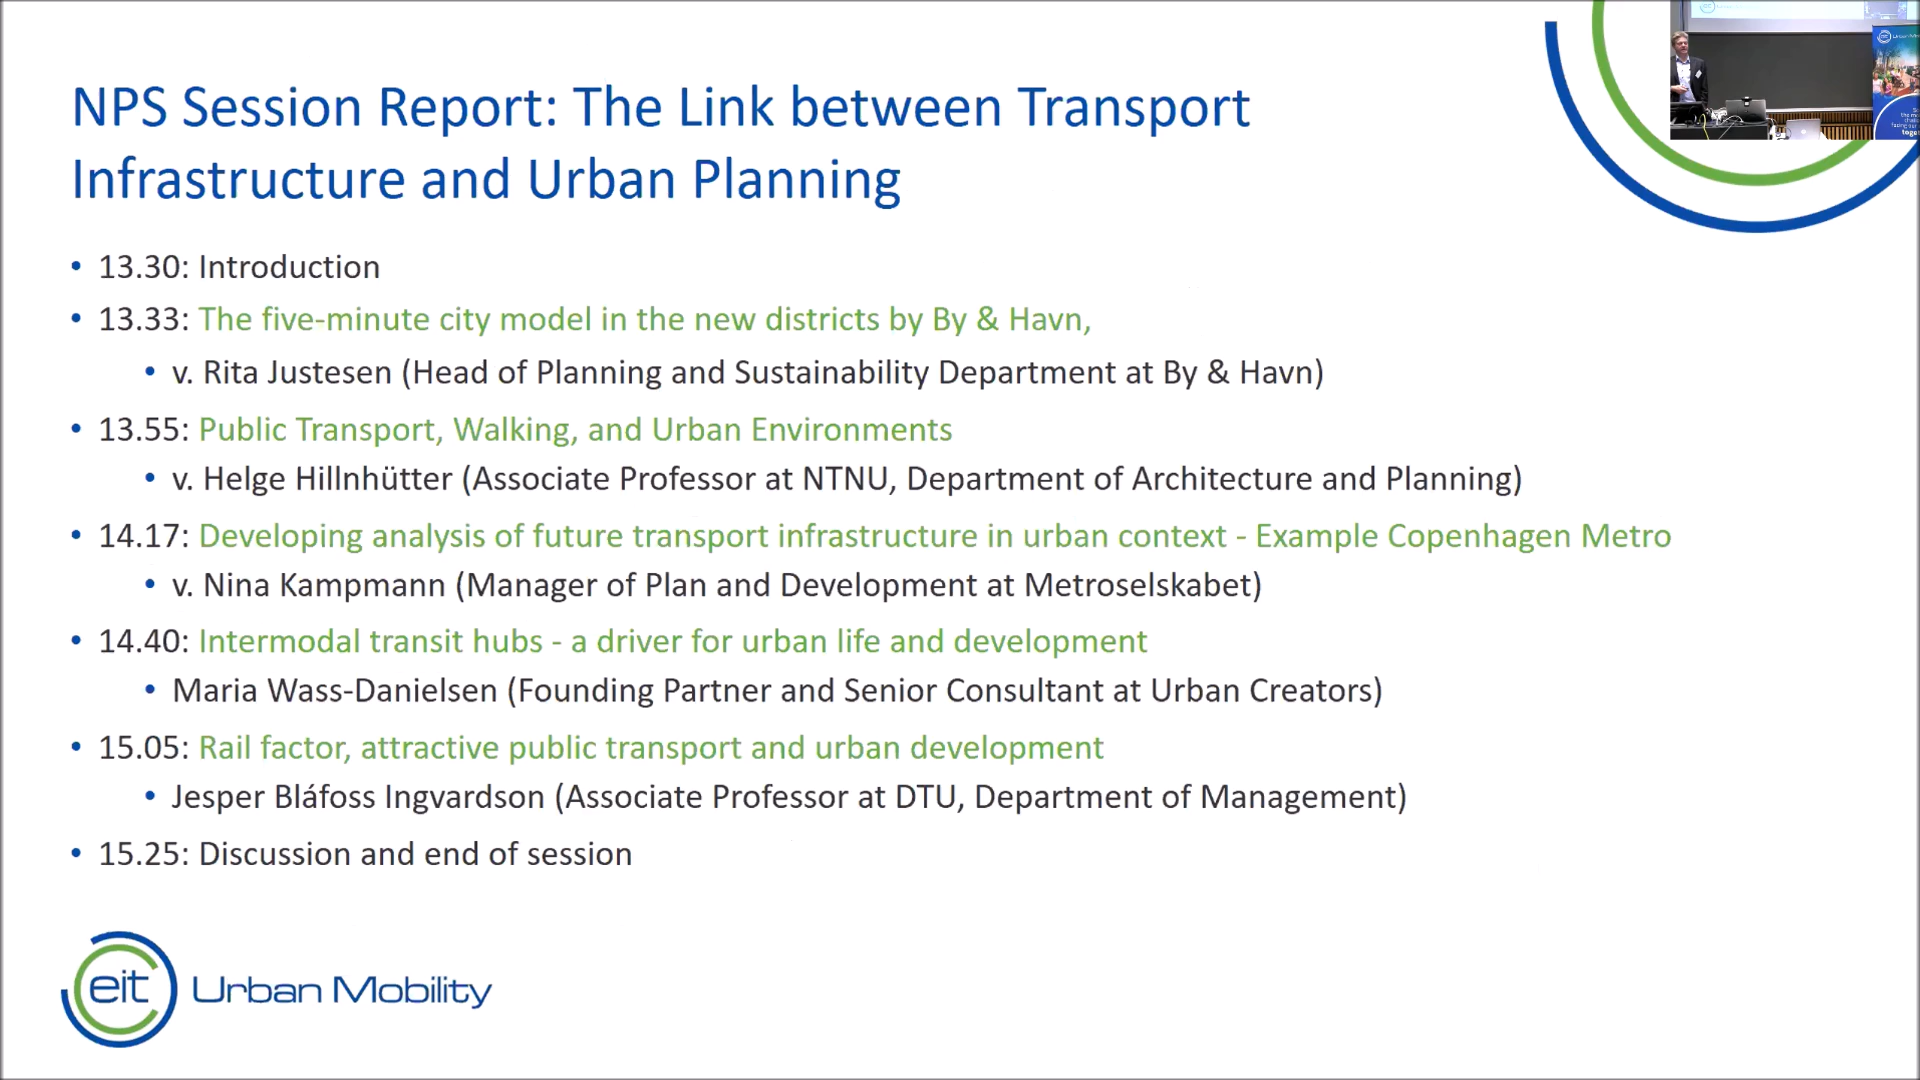 NPS Session Report: The Link between Transport
Infrastructure and Urban Planning
• 13.30: Introduction
• 13.33: The five-minute city model in the new districts by By & Havn,
• v. Rita Justesen (Head of Planning and Sustainability Department at By & Havn)
• 13.55: Public Transport, Walking, and Urban Environments
• v. Helge Hillnhütter (Associate Professor at NTNU, Department of Architecture and Planning)
• 14.17: Developing analysis of future transport infrastructure in urban context - Example Copenhagen Metro
• v. Nina Kampmann (Manager of Plan and Development at Metroselskabet)
• 14.40: Intermodal transit hubs - a driver for urban life and development
• Maria Wass-Danielsen (Founding Partner and Senior Consultant at Urban Creators)
• 15.05: Rail factor, attractive public transport and urban development
• Jesper Bláfoss Ingvardson (Associate Professor at DTU, Department of Management)
• 15.25: Discussion and end of session
eit Urban Mobility